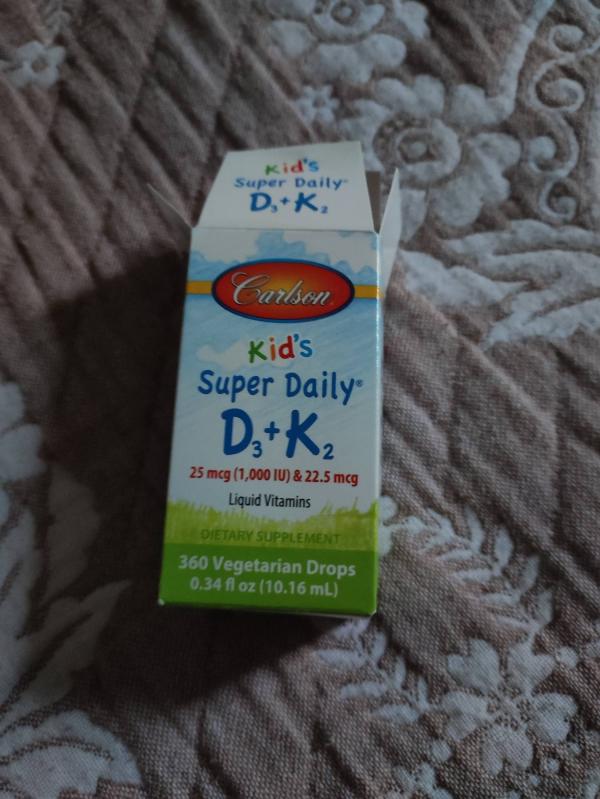 Kid's
Super Daily™
D₃+K₂
Carlson®
Kid's
Super Daily®
D₃+K₂
25 mcg (1,000 IU) & 22.5 mcg
Liquid Vitamins
DIETARY SUPPLEMENT
360 Vegetarian Drops
0.34 fl oz (10.16 mL)